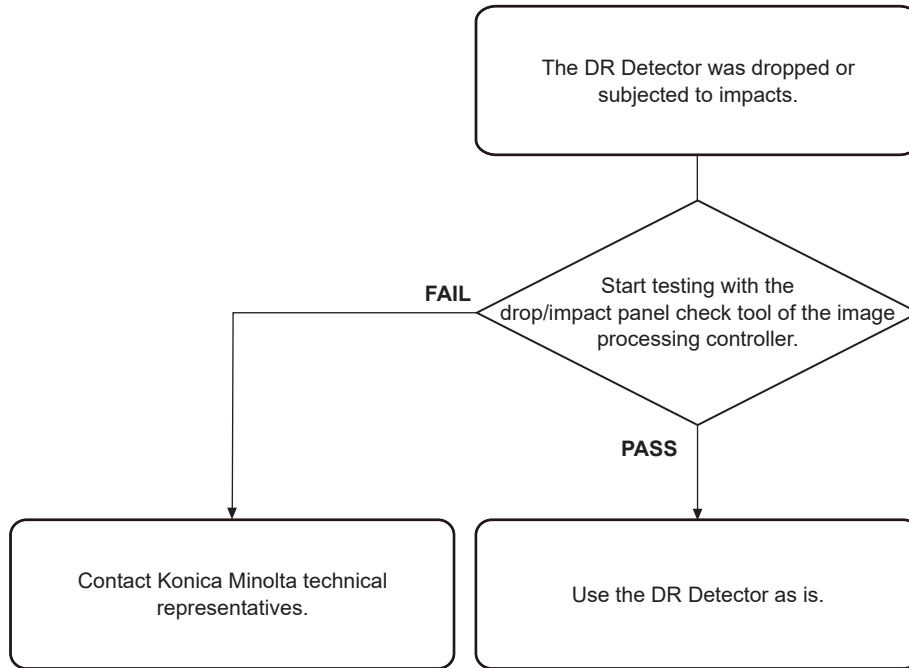 The DR Detector was dropped or
subjected to impacts.
Start testing with the
drop/impact panel check tool of the image
processing controller.
FAIL
PASS
Contact Konica Minolta technical
representatives.
Use the DR Detector as is.